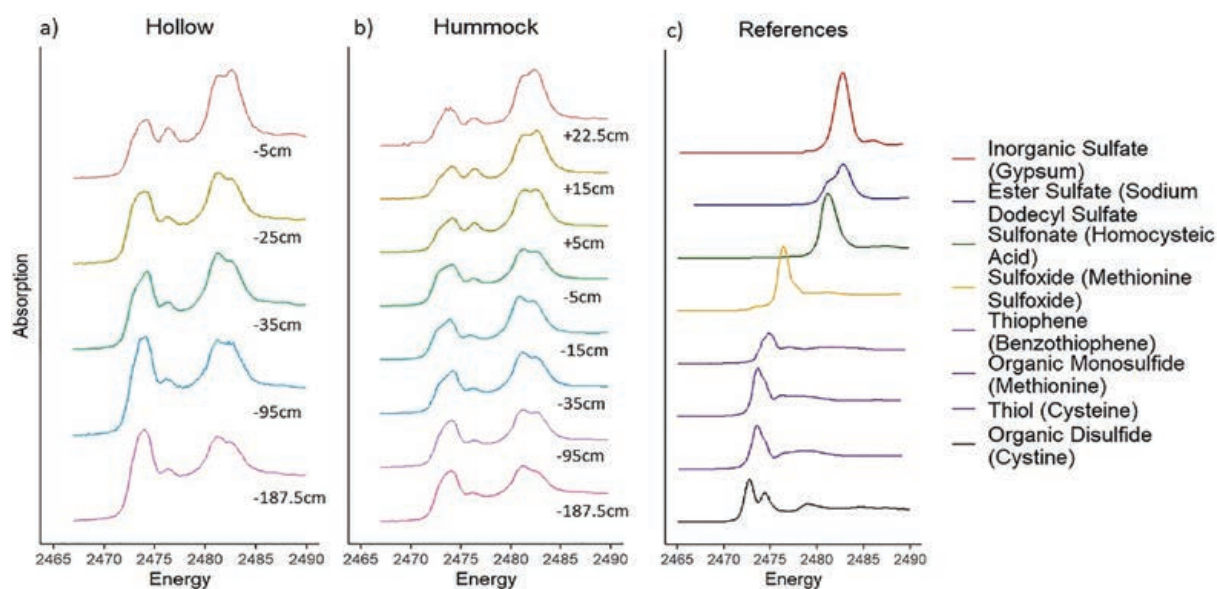 a) Hollow
b) Hummock
c) References
Absorption
-5cm
-25cm
-35cm
-95cm
-187.5cm
2465 2470 2475 2480 2485 2490
Energy
+22.5cm
+15cm
+5cm
-5cm
-15cm
-35cm
-95cm
-187.5cm
2465 2470 2475 2480 2485 2490
Energy
2465 2470 2475 2480 2485 2490
Energy
Inorganic Sulfate
(Gypsum)
Ester Sulfate (Sodium
Dodecyl Sulfate
Sulfonate (Homocysteic
Acid)
Sulfoxide (Methionine
Sulfoxide)
Thiophene
(Benzothiophene)
Organic Monosulfide
(Methionine)
Thiol (Cysteine)
Organic Disulfide
(Cystine)